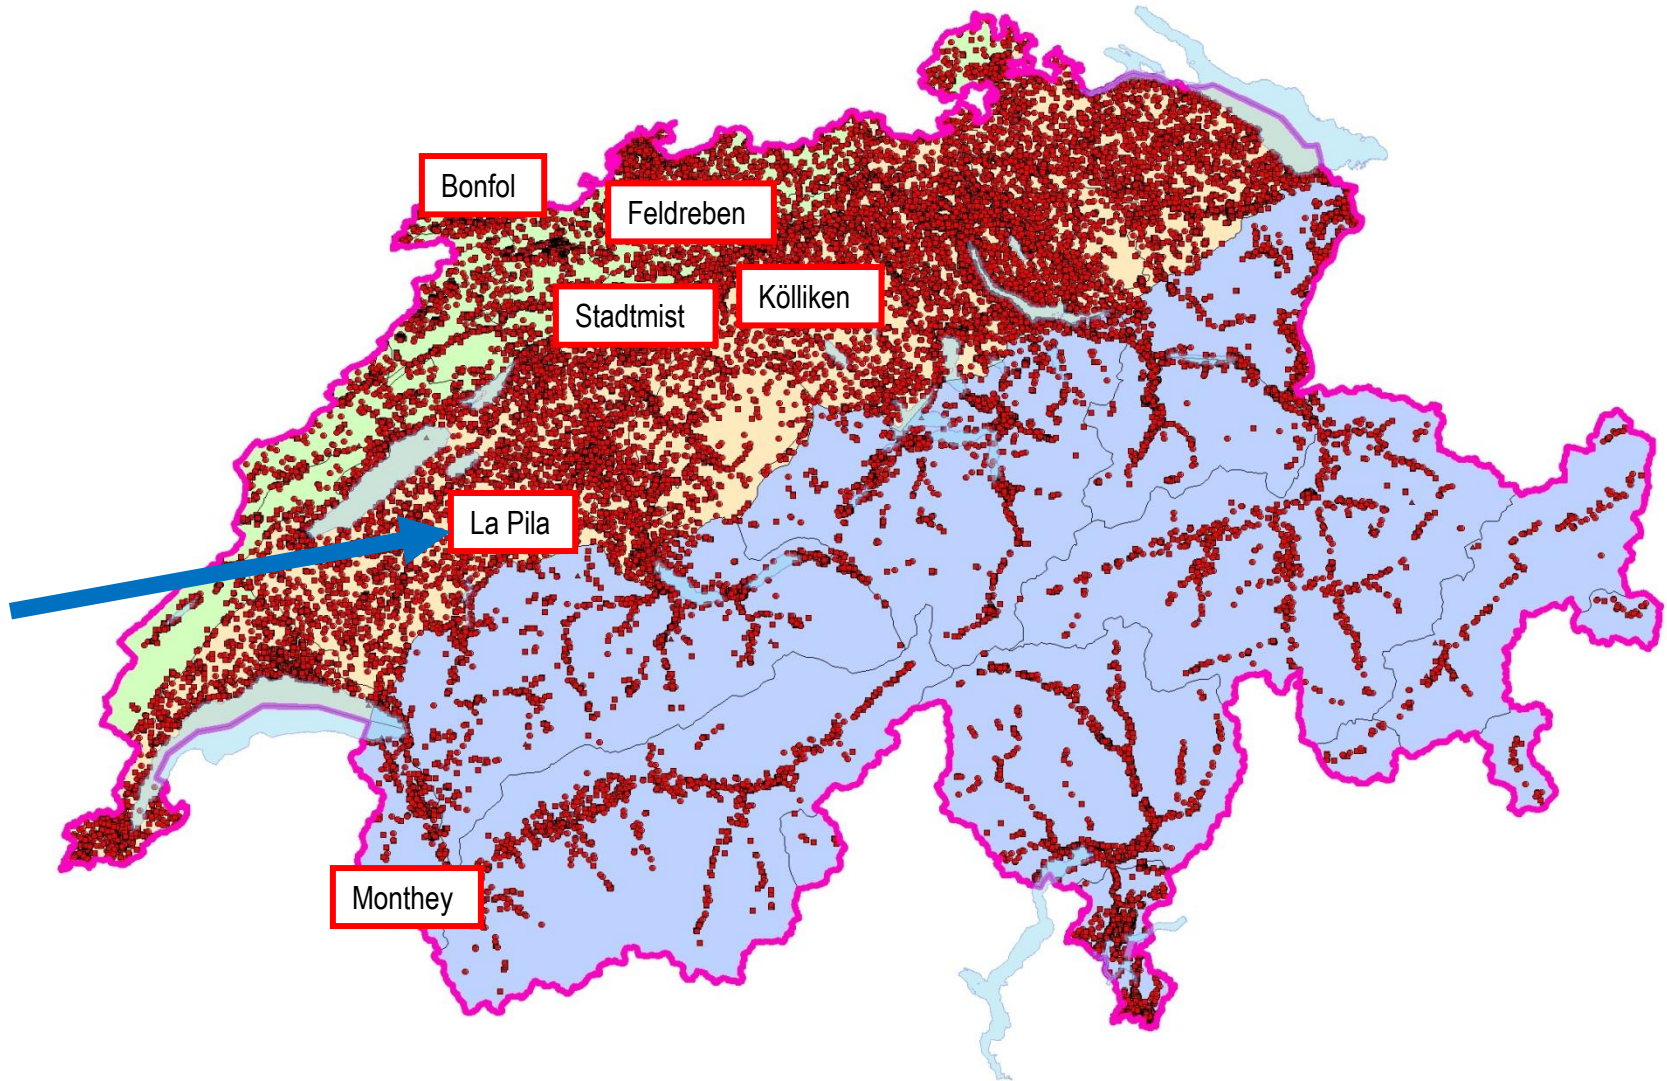 Bonfol
Feldreben
Kölliken
Stadtmist
La Pila
Monthey